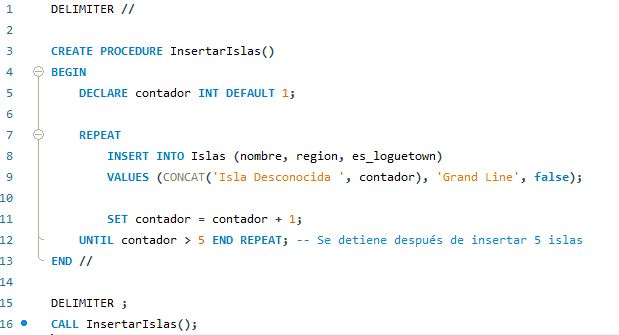 1 DELIMITER //
2
3 CREATE PROCEDURE InsertarIslas()
4 BEGIN
5 DECLARE contador INT DEFAULT 1;
6
7 REPEAT
8 INSERT INTO Islas (nombre, region, es_loguetown)
9 VALUES (CONCAT('Isla Desconocida ', contador), 'Grand Line', false);
10
11 SET contador = contador + 1;
12 UNTIL contador > 5 END REPEAT; -- Se detiene después de insertar 5 islas
13 END //
14
15 DELIMITER ;
16 CALL InsertarIslas();